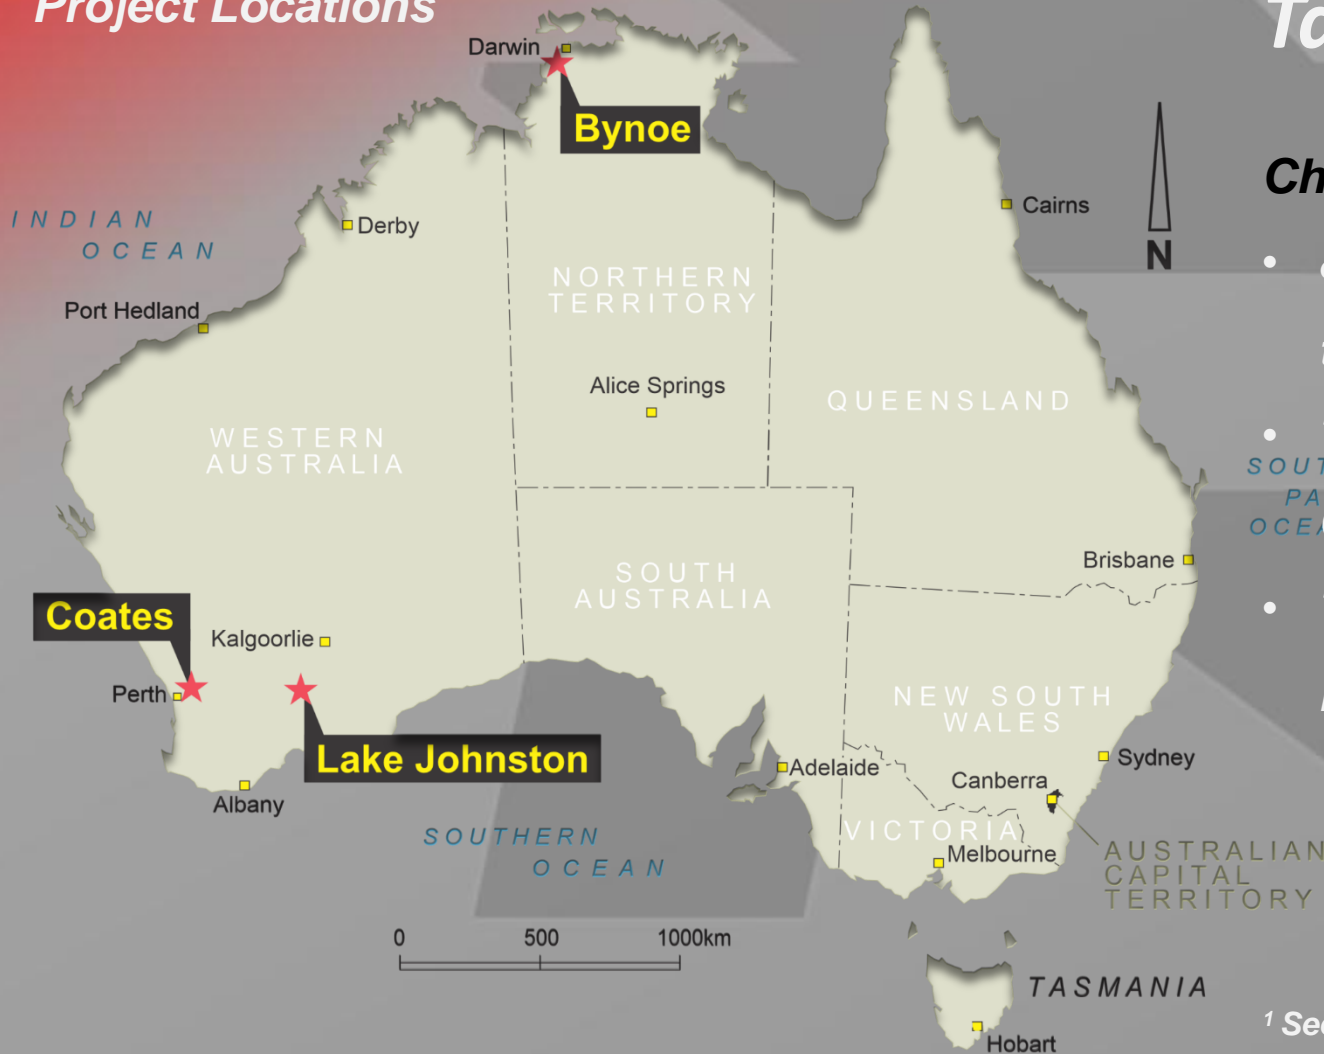 Project Locations
Darwin
Bynoe
Cairns
N
INDIAN
OCEAN
Derby
Port Hedland
NORTHERN
TERRITORY
Alice Springs
QUEENSLAND
WESTERN
AUSTRALIA
SOUTH
AUSTRALIA
Brisbane
Coates
Kalgoorlie
Perth
Lake Johnston
Albany
NEW SOUTH
WALES
Sydney
Adelaide
Canberra
VICTORIA
Melbourne
AUSTRALIAN
CAPITAL
TERRITORY
SOUTHERN
OCEAN
0 500 1000km
TASMANIA
Hobart